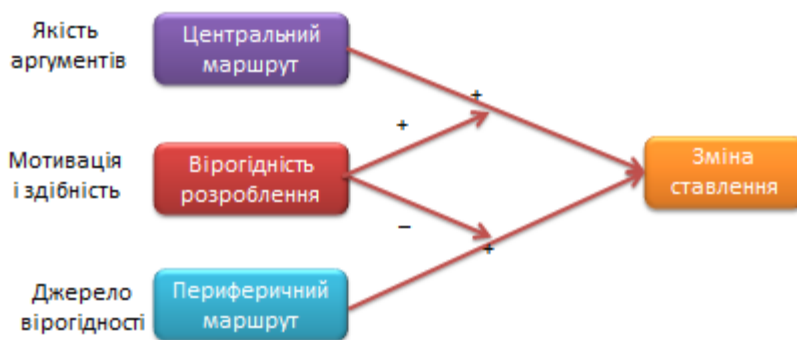 Якість
аргументів
Центральний
маршрут
+
+
Мотивація
і здібність
Вірогідність
розроблення
Зміна
ставлення
–
+
Джерело
вірогідності
Периферичний
маршрут